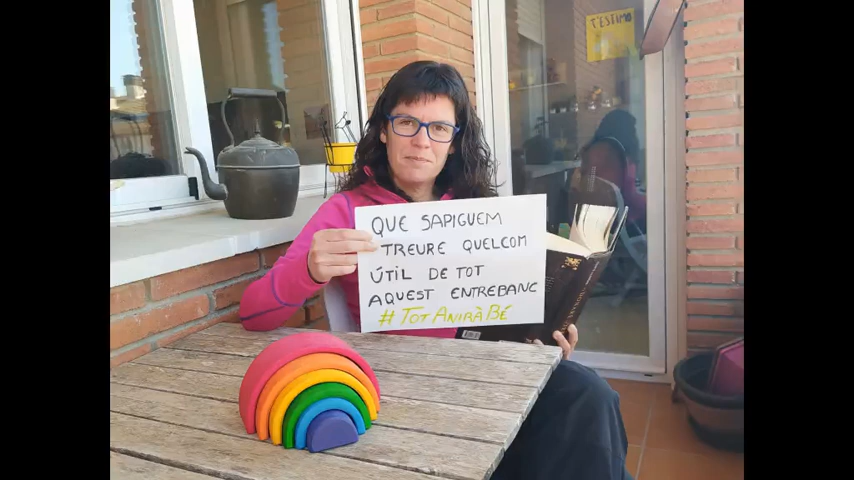 T'ESTIMO
QUE SAPIGUEM
TREURE QUELCOM
ÚTIL DE TOT
AQUEST ENTREBANC
#TOTANIRÀBÉ